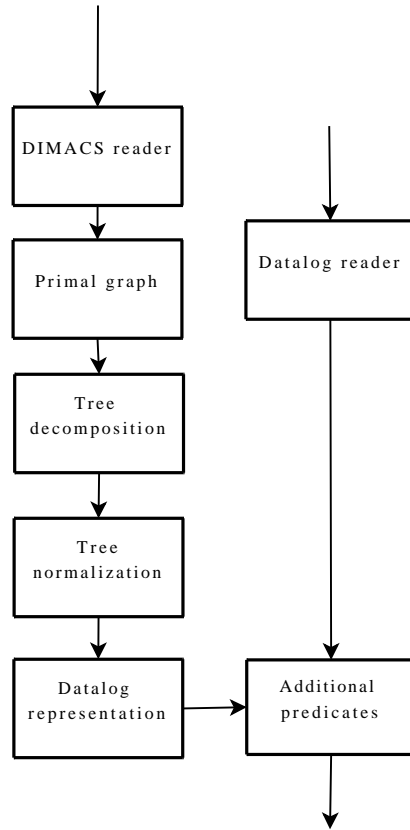 DIMACS reader
Primal graph
Tree
decomposition
Tree
normalization
Datalog
representation
Datalog reader
Additional
predicates